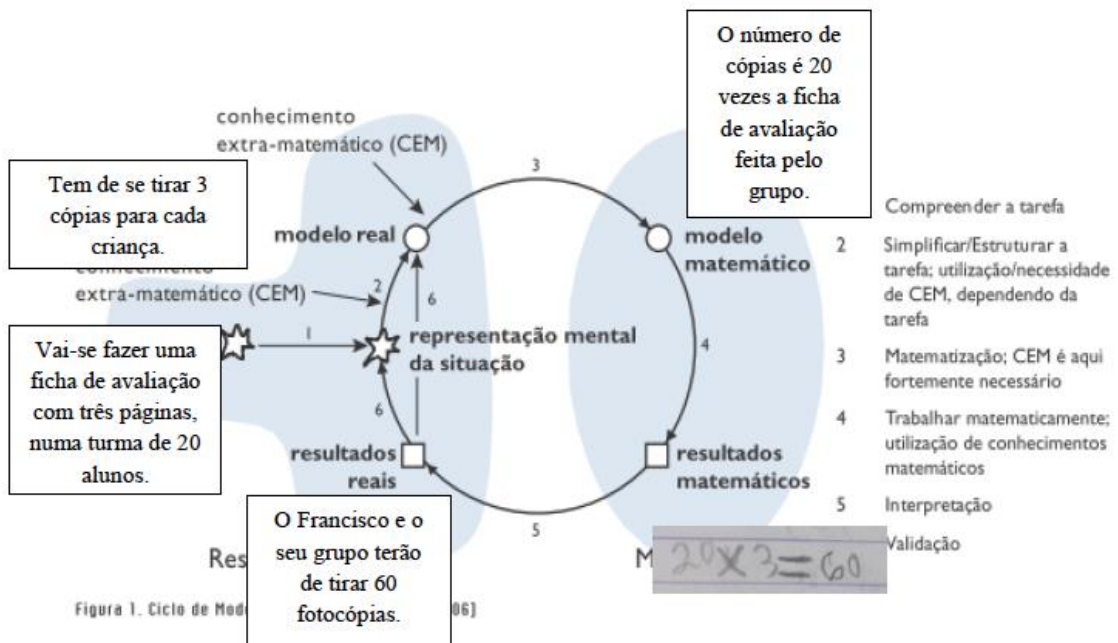 O número de
cópias é 20
vezes a ficha
de avaliação
feita pelo
grupo.
conhecimento
extra-matemático (CEM)
Tem de se tirar 3
cópias para cada
criança.
modelo real
3
modelo
matemático
conhecimento
extra-matemático (CEM)
2
6
1
representação mental
da situação
4
Vai-se fazer uma
ficha de avaliação
com três páginas,
numa turma de 20
alunos.
6
resultados
reais
resultados
matemáticos
5
O Francisco e o
seu grupo terão
de tirar 60
fotocópias.
Res
M
20×3=60
Compreender a tarefa
2 Simplificar/Estruturar a
tarefa; utilização/necessidade
de CEM, dependendo da
tarefa
3 Matematização; CEM é aqui
fortemente necessário
4 Trabalhar matematicamente;
utilização de conhecimentos
matemáticos
5 Interpretação
Validação
Figura 1. Ciclo de Mod
06)